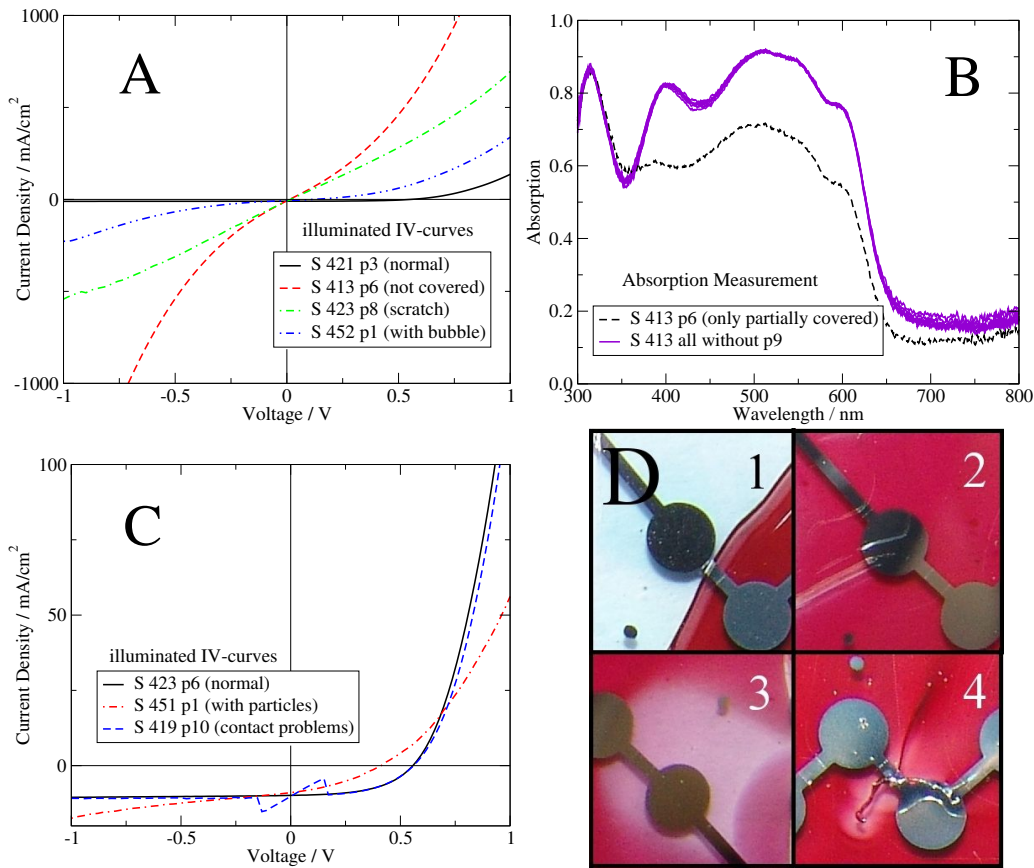 1000
0
-1000
Current Density / mA/cm²
A
illuminated IV-curves
S 421 p3 (normal)
S 413 p6 (not covered)
S 423 p8 (scratch)
S 452 p1 (with bubble)
-1
-0.5
0
0.5
1
Voltage / V
1.0
0.8
0.6
0.4
0.2
0.0
Absorption
B
Absorption Measurement
S 413 p6 (only partially covered)
S 413 all without p9
300
400
500
600
700
800
Wavelength / nm
100
50
0
Current Density / mA/cm²
C
illuminated IV-curves
S 423 p6 (normal)
S 451 p1 (with particles)
S 419 p10 (contact problems)
-1
-0.5
0
0.5
1
Voltage / V
D
1
2
3
4